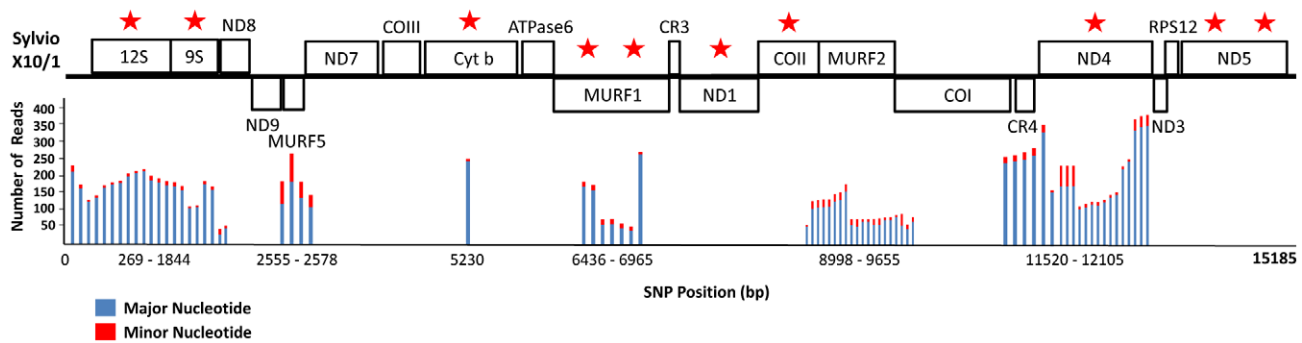 Sylvio
X10/1
12S
9S
ND8
ND9
MURF5
ND7
COIII
Cyt b
ATPase6
MURF1
CR3
ND1
COII
MURF2
COI
CR4
ND4
RPS12
ND3
ND5
Number of Reads
400
350
300
250
200
150
100
50
0
269 - 1844
2555 - 2578
5230
6436 - 6965
8998 - 9655
11520 - 12105
15185
SNP Position (bp)
Major Nucleotide
Minor Nucleotide